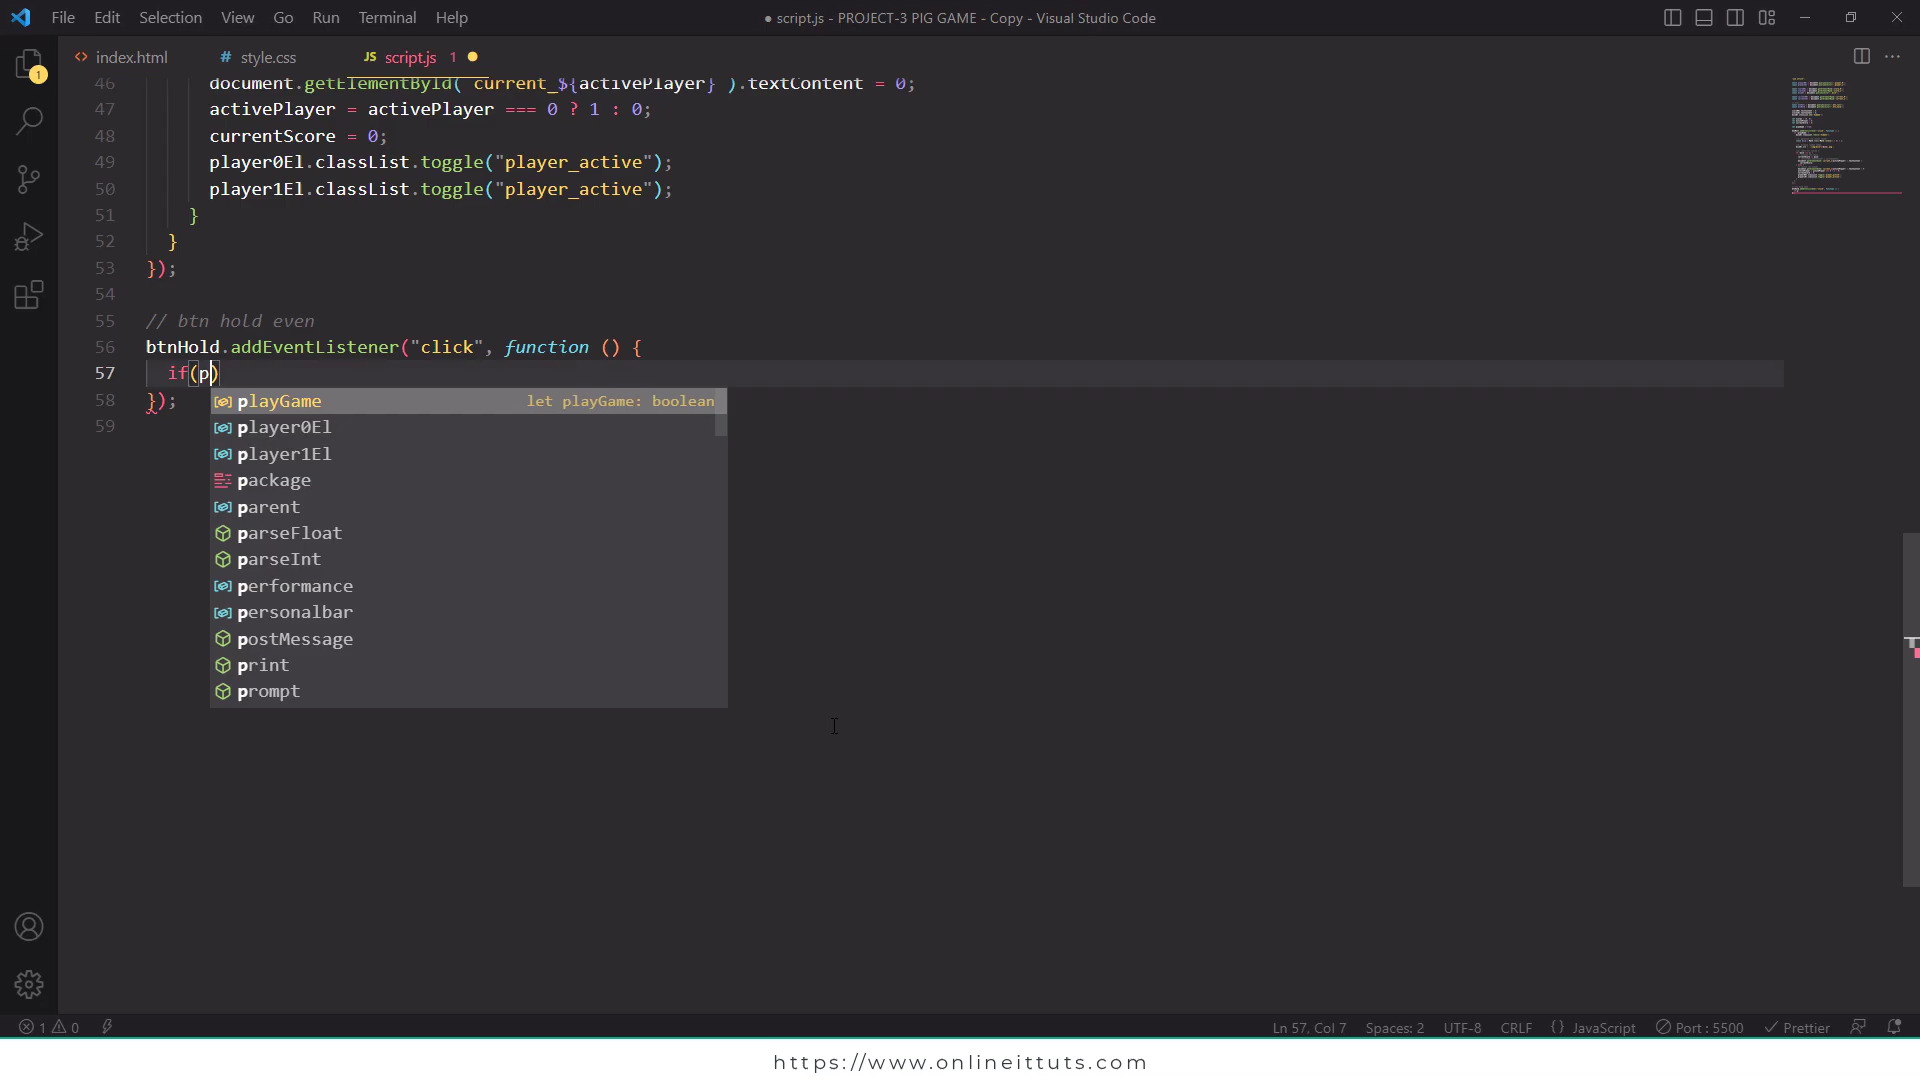 File Edit Selection View Go Run Terminal Help
● script.js - PROJECT-3 PIG GAME - Copy - Visual Studio Code
<> index.html # style.css JS script.js 1
1
46 document.getElementById(`current_${activePlayer}`).textContent = 0;
47 activePlayer = activePlayer === 0 ? 1 : 0;
48 currentScore = 0;
49 player0El.classList.toggle("player_active");
50 player1El.classList.toggle("player_active");
51 }
52 }
53 });
54
55 // btn hold even
56 btnHold.addEventListener("click", function () {
57 if(p)
58 });
59
playGame let playGame: boolean
player0El
player1El
package
parent
parseFloat
parseInt
performance
personalbar
postMessage
print
prompt
1 0 Ln 57, Col 7 Spaces: 2 UTF-8 CRLF {} JavaScript Port : 5500 Prettier
https://www.onlineittuts.com